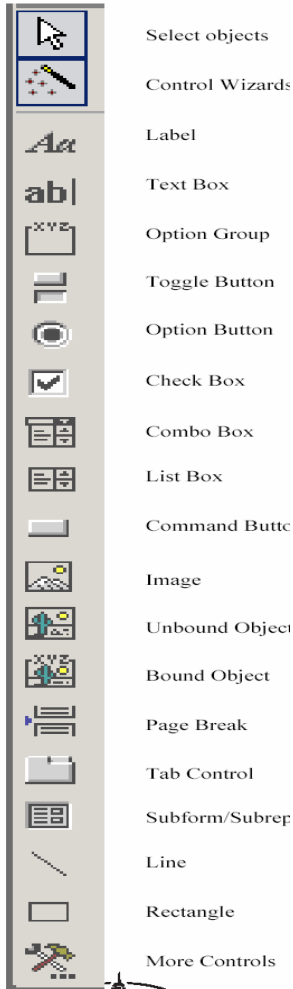 Select objects
Control Wizards
Aa
Label
ab|
Text Box
XYZ
Option Group
Toggle Button
Option Button
Check Box
Combo Box
List Box
Command Butto
Image
Unbound Object
XYZ
Bound Object
Page Break
Tab Control
Subform/Subrep
Line
Rectangle
More Controls